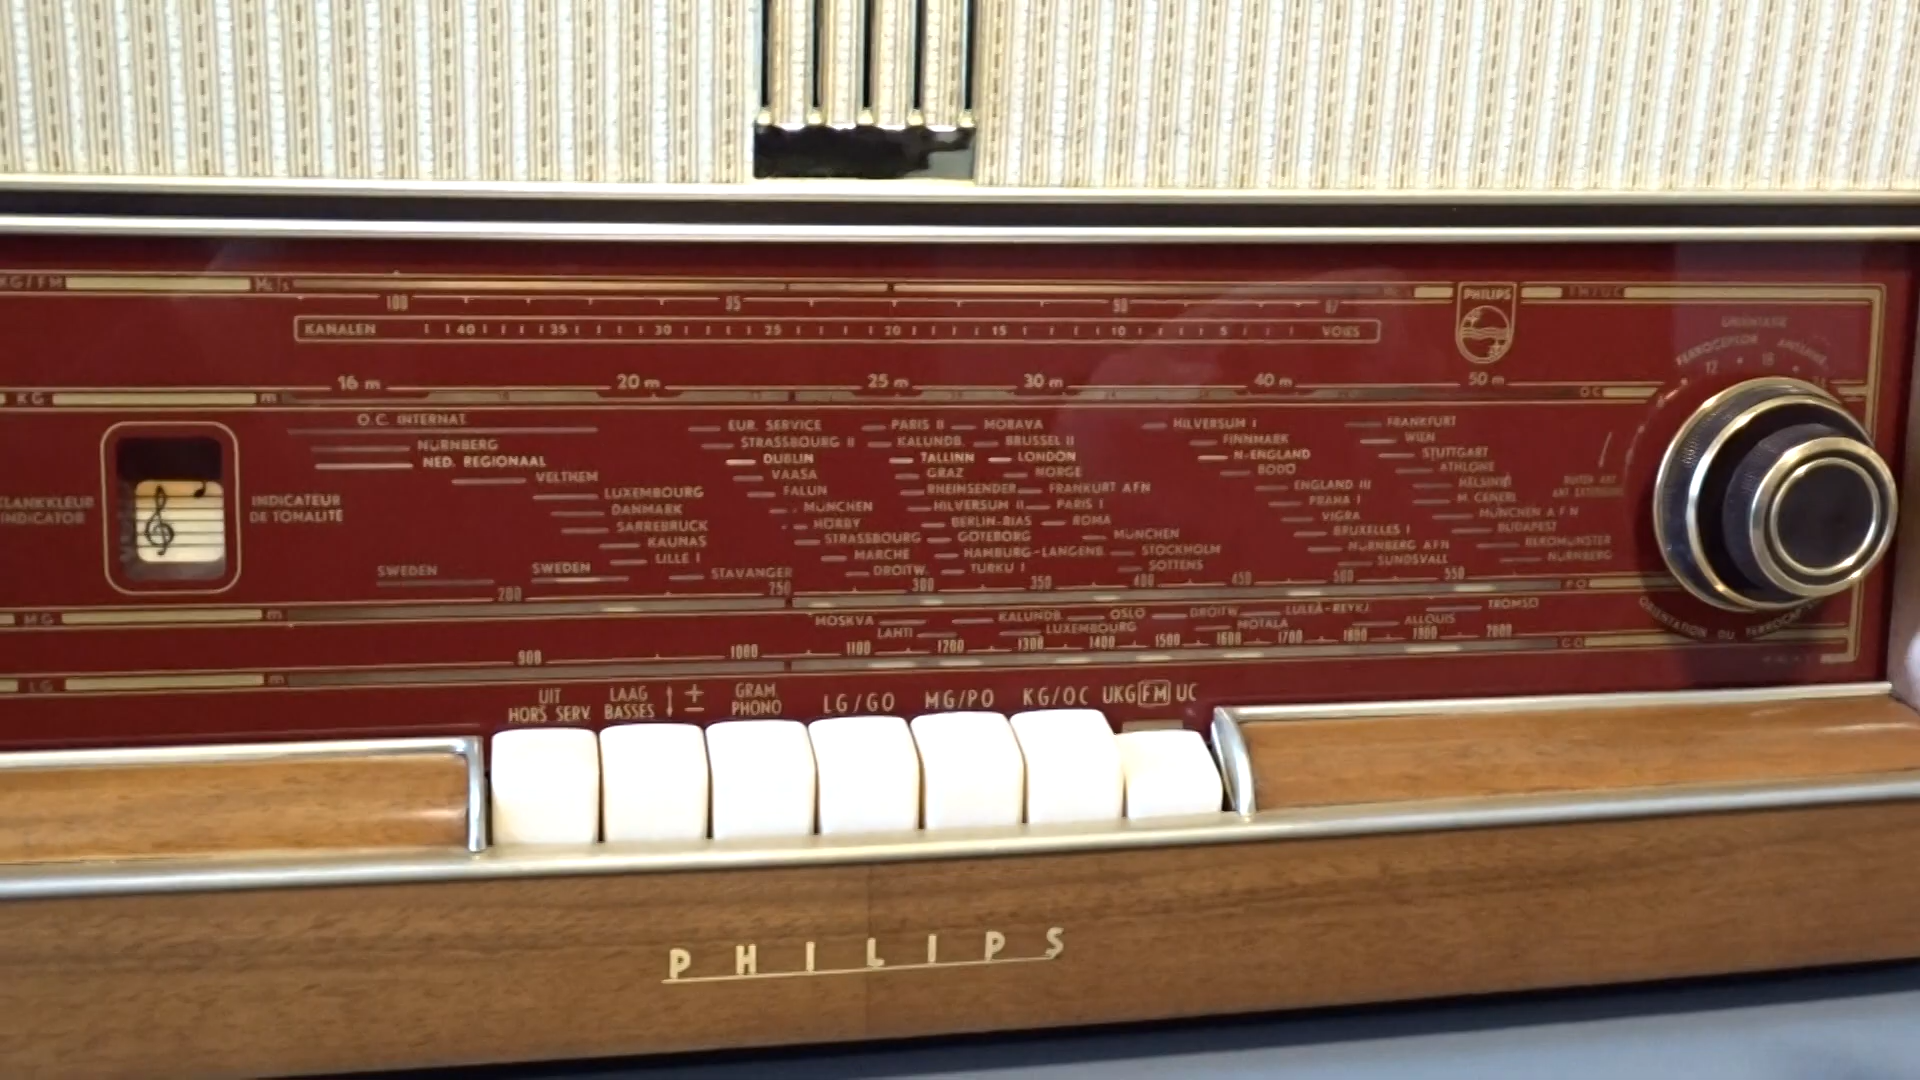 KG/FM Mc/s PHILIPS FM/UC
100 95 90 87
KANALEN 40 35 30 25 20 15 10 5 VOIES
16 m 20 m 25 m 30 m 40 m 50 m
KG m OC
O.C. INTERNAT. EUR. SERVICE PARIS II MORAVA HILVERSUM I FRANKFURT
NÜRNBERG STRASSBOURG II KALUNDB. BRUSSEL II FINNMARK WIEN
NED. REGIONAAL DUBLIN TALLINN LONDON N-ENGLAND STUTTGART
VELTHEM VAASA GRAZ NORGE BODÖ ATHLONE
LUXEMBOURG FALUN RHEINSENDER FRANKURT AFN ENGLAND III HELSINKI
DANMARK MÜNCHEN HILVERSUM II PARIS I PRAHA I
SARREBRUCK HÖRBY BERLIN-RIAS ROMA VIGRA MÜNCHEN A F N
KAUNAS STRASSBOURG GÖTEBORG MÜNCHEN BRUXELLES I BUDAPEST
LILLE I MARCHE HAMBURG-LANGENB STOCKHOLM NÜRNBERG AFN BEROMÜNSTER
SWEDEN SWEDEN STAVANGER DROITW. TURKU I SOTTENS SUNDSVALL NÜRNBERG
KLANKKLEUR INDICATOR
INDICATEUR DE TONALITÉ
200 250 300 350 400 450 500 550
MG m PO
MOSKVA KALUNDB. OSLO DROITW. LULEÅ-REYKJ. TROMSÖ
LAHTI LUXEMBOURG MOTALA ALLOUIS
900 1000 1100 1200 1300 1400 1500 1600 1700 1800 1900 2000
LG m GO
FERROCEPTOR ANTENNE
12 18
ORIENTATION DU FERROCAPTEUR
UIT LAAG ± GRAM. LG/GO MG/PO KG/OC UKG FM UC
HORS SERV. BASSES PHONO
PHILIPS